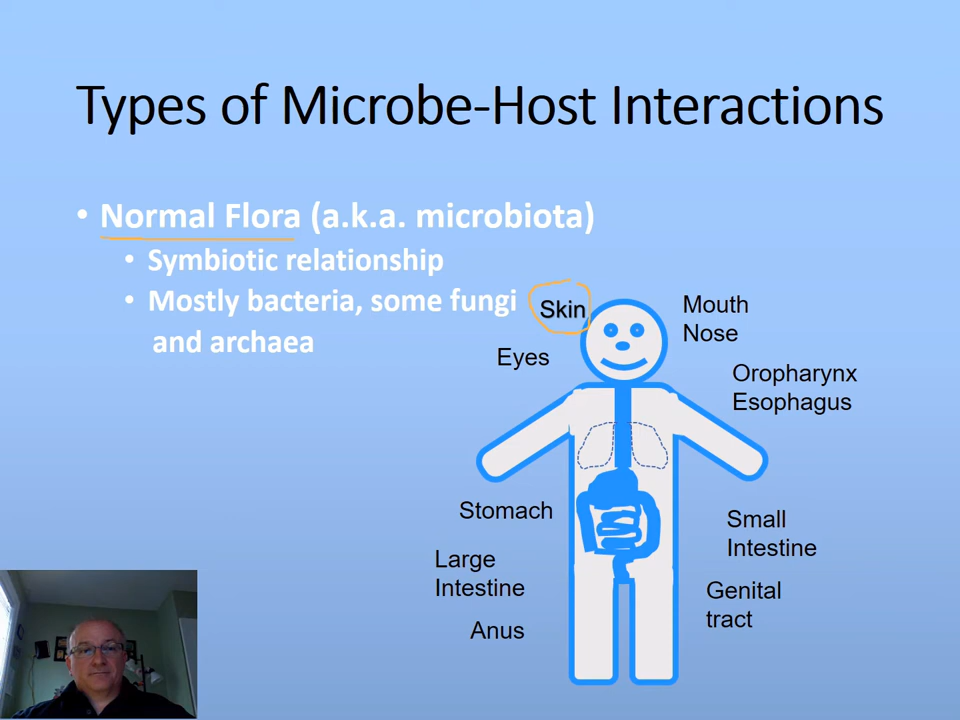 Types of Microbe-Host Interactions
• Normal Flora (a.k.a. microbiota)
• Symbiotic relationship
• Mostly bacteria, some fungi
and archaea
Skin
Mouth
Nose
Eyes
Oropharynx
Esophagus
Stomach
Small
Intestine
Large
Intestine
Genital
tract
Anus